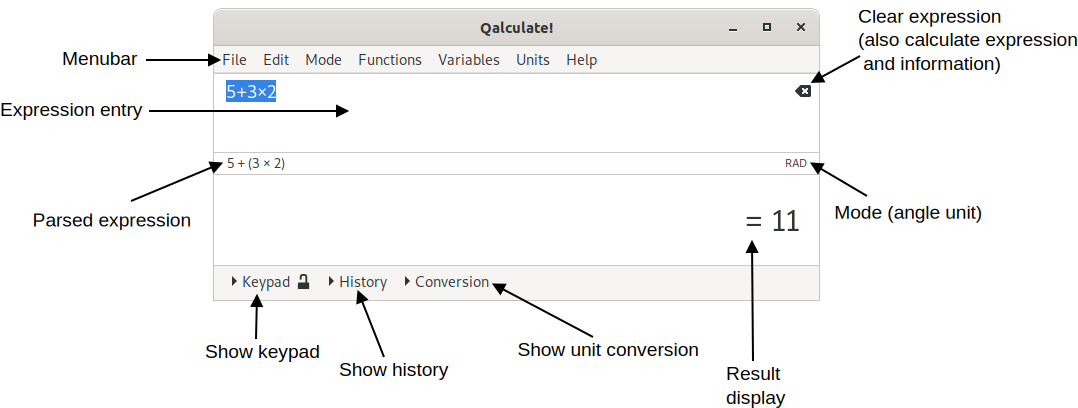 Qalculate!
Clear expression
(also calculate expression
and information)
Menubar
File Edit Mode Functions Variables Units Help
5+3×2
Expression entry
5 + (3 × 2)
RAD
Parsed expression
Mode (angle unit)
= 11
Keypad History Conversion
Show keypad
Show history
Show unit conversion
Result
display